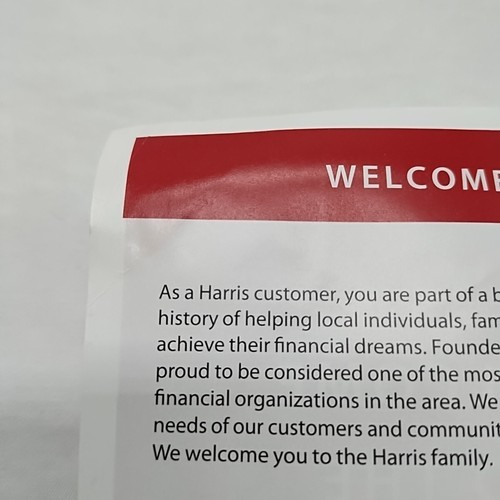 WELCOME
As a Harris customer, you are part of a
history of helping local individuals,
achieve their financial dreams.
proud to be considered one of the
financial organizations in the area. We
needs of our customers and
We welcome you to the Harris family.